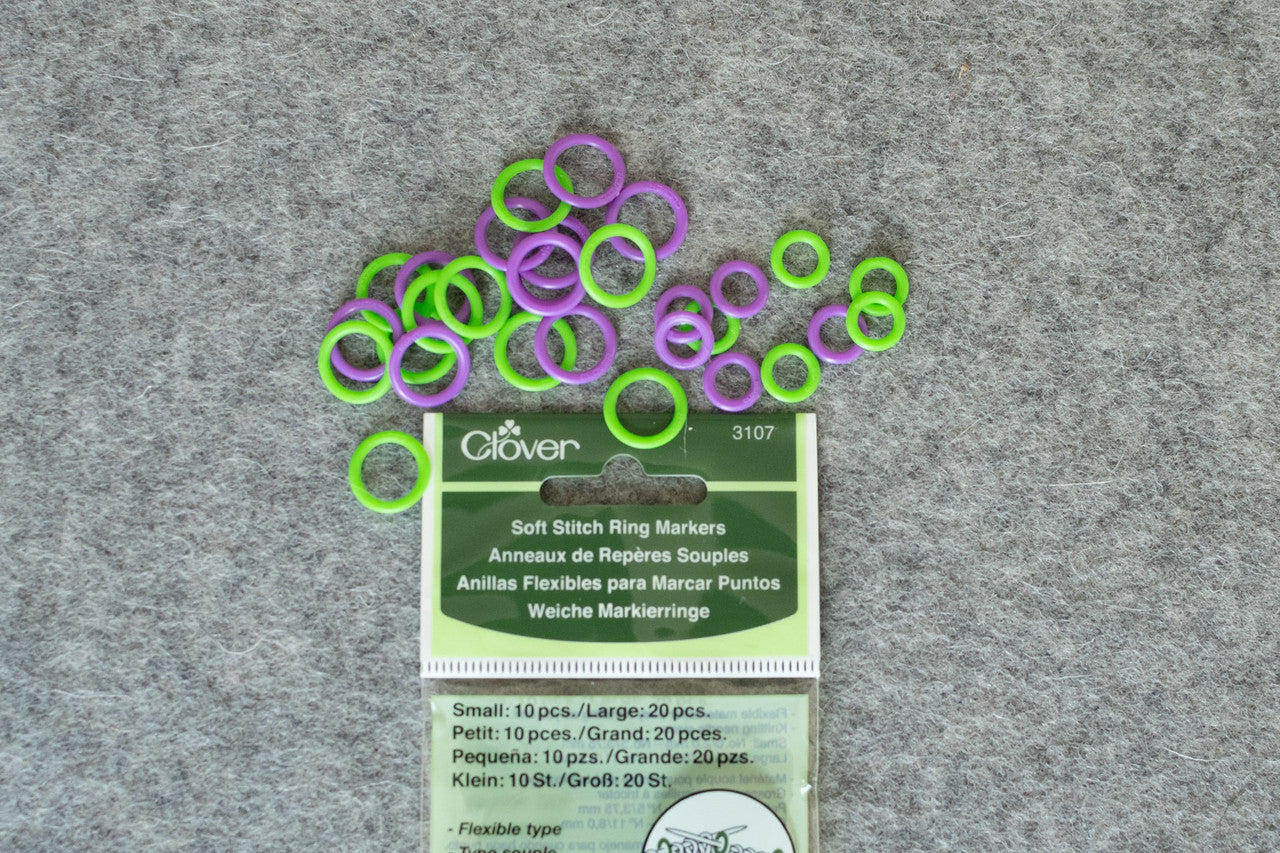 Clover
3107
Soft Stitch Ring Markers
Anneaux de Repères Souples
Anillas Flexibles para Marcar Puntos
Weiche Markierringe
Small: 10 pcs./Large: 20 pcs.
Petit: 10 pces./Grand: 20 pces.
Pequeña: 10 pzs./Grande: 20 pzs.
Klein: 10 St./Groß: 20 St.
- Flexible type
- Type souple